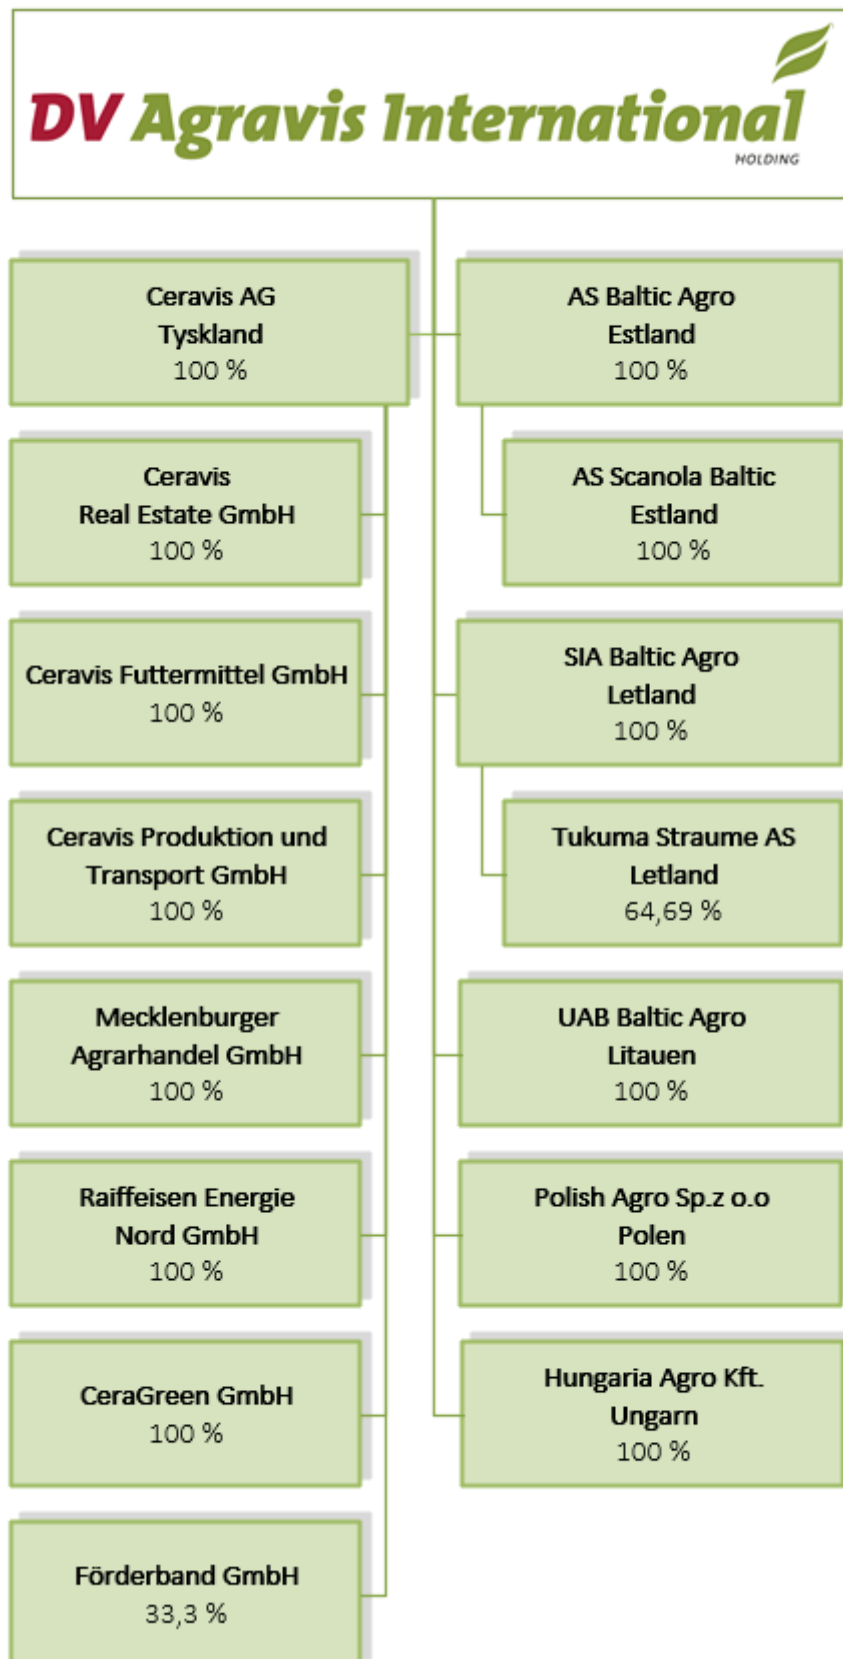 DV Agravis International
HOLDING
Ceravis AG
Tyskland
100 %
AS Baltic Agro
Estland
100 %
Ceravis
Real Estate GmbH
100 %
AS Scanola Baltic
Estland
100 %
Ceravis Futtermittel GmbH
100 %
SIA Baltic Agro
Letland
100 %
Ceravis Produktion und
Transport GmbH
100 %
Tukuma Straume AS
Letland
64,69 %
Mecklenburger
Agrarhandel GmbH
100 %
UAB Baltic Agro
Litauen
100 %
Raiffeisen Energie
Nord GmbH
100 %
Polish Agro Sp.z o.o
Polen
100 %
CeraGreen GmbH
100 %
Hungaria Agro Kft.
Ungarn
100 %
Förderband GmbH
33,3 %